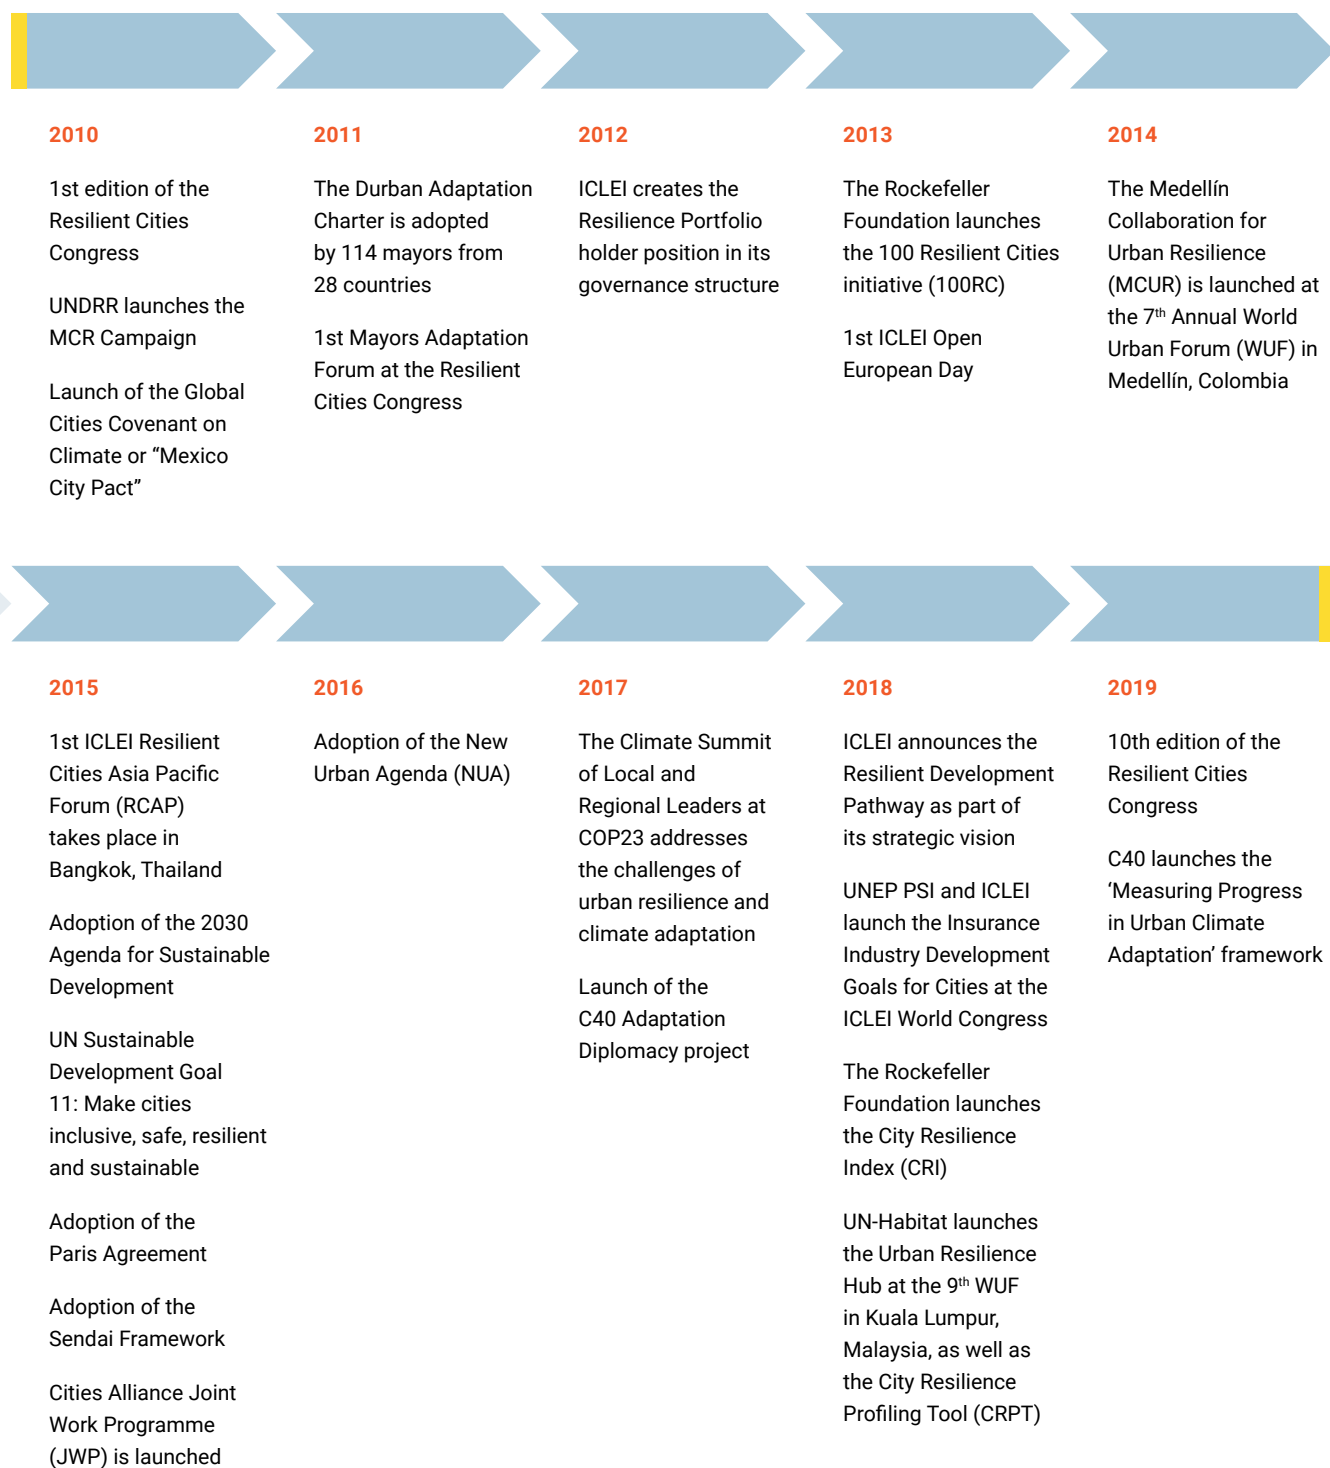 2010
1st edition of the
Resilient Cities
Congress
UNDRR launches the
MCR Campaign
Launch of the Global
Cities Covenant on
Climate or “Mexico
City Pact”
2011
The Durban Adaptation
Charter is adopted
by 114 mayors from
28 countries
1st Mayors Adaptation
Forum at the Resilient
Cities Congress
2012
ICLEI creates the
Resilience Portfolio
holder position in its
governance structure
2013
The Rockefeller
Foundation launches
the 100 Resilient Cities
initiative (100RC)
1st ICLEI Open
European Day
2014
The Medellín
Collaboration for
Urban Resilience
(MCUR) is launched at
the 7th Annual World
Urban Forum (WUF) in
Medellín, Colombia
2015
1st ICLEI Resilient
Cities Asia Pacific
Forum (RCAP)
takes place in
Bangkok, Thailand
Adoption of the 2030
Agenda for Sustainable
Development
UN Sustainable
Development Goal
11: Make cities
inclusive, safe, resilient
and sustainable
Adoption of the
Paris Agreement
Adoption of the
Sendai Framework
Cities Alliance Joint
Work Programme
(JWP) is launched
2016
Adoption of the New
Urban Agenda (NUA)
2017
The Climate Summit
of Local and
Regional Leaders at
COP23 addresses
the challenges of
urban resilience and
climate adaptation
Launch of the
C40 Adaptation
Diplomacy project
2018
ICLEI announces the
Resilient Development
Pathway as part of
its strategic vision
UNEP PSI and ICLEI
launch the Insurance
Industry Development
Goals for Cities at the
ICLEI World Congress
The Rockefeller
Foundation launches
the City Resilience
Index (CRI)
UN-Habitat launches
the Urban Resilience
Hub at the 9th WUF
in Kuala Lumpur,
Malaysia, as well as
the City Resilience
Profiling Tool (CRPT)
2019
10th edition of the
Resilient Cities
Congress
C40 launches the
‘Measuring Progress
in Urban Climate
Adaptation’ framework